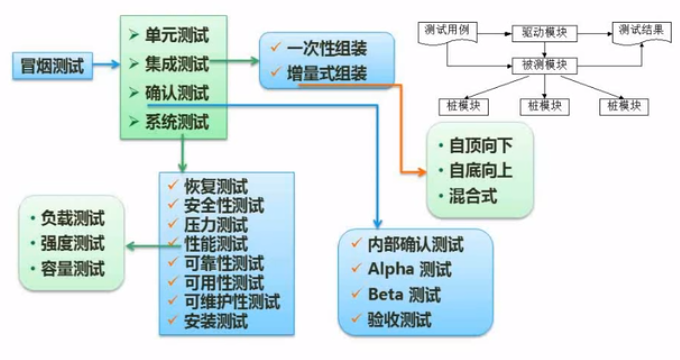 冒烟测试
单元测试
集成测试
确认测试
系统测试
一次性组装
增量式组装
测试用例
驱动模块
测试结果
被测模块
桩模块
桩模块
桩模块
自顶向下
自底向上
混合式
恢复测试
安全性测试
压力测试
性能测试
可靠性测试
可用性测试
可维护性测试
安装测试
负载测试
强度测试
容量测试
内部确认测试
Alpha 测试
Beta 测试
验收测试